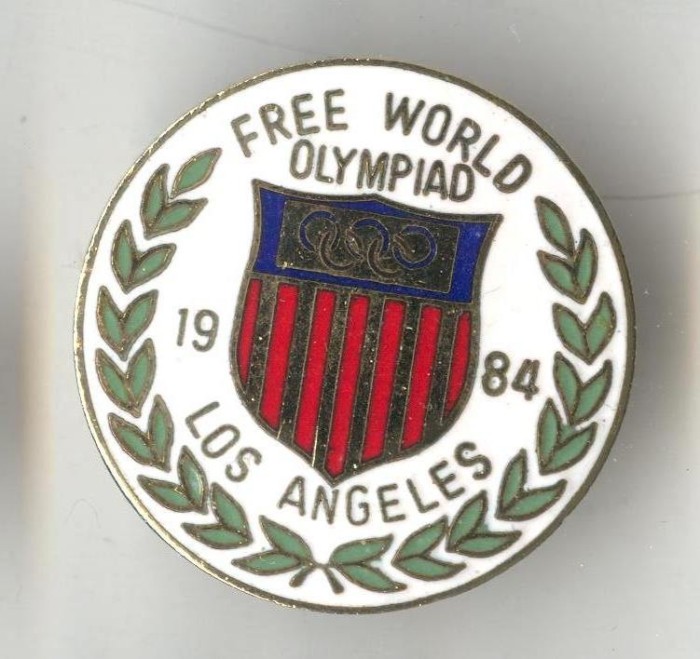 FREE WORLD
OLYMPIAD
19 84
LOS ANGELES